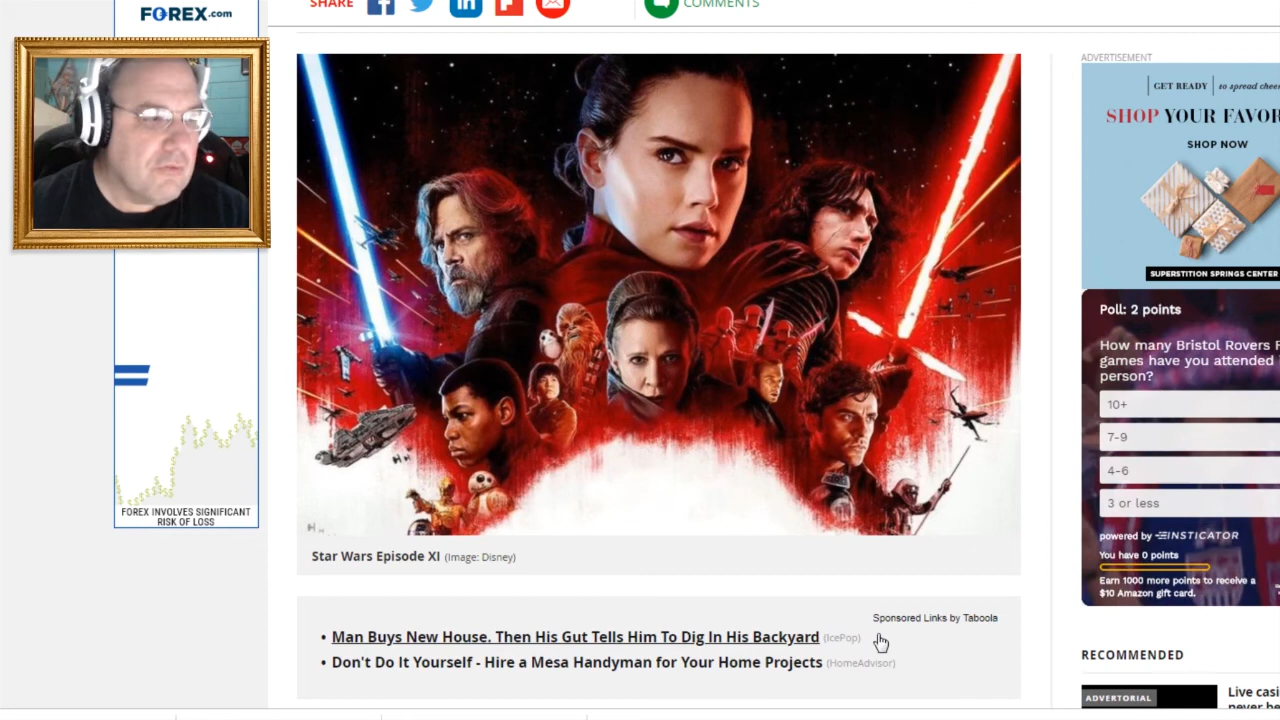 FOREX.com
SHARE
COMMENTS
ADVERTISEMENT
GET READY to spread cheer
SHOP YOUR FAVOR
SHOP NOW
SUPERSTITION SPRINGS CENTER
Poll: 2 points
How many Bristol Rovers F
games have you attended
person?
10+
7-9
4-6
3 or less
powered by INSTICATOR
You have 0 points
Earn 1000 more points to receive a
$10 Amazon gift card.
FOREX INVOLVES SIGNIFICANT
RISK OF LOSS
Star Wars Episode XI (Image: Disney)
Sponsored Links by Taboola
• Man Buys New House. Then His Gut Tells Him To Dig In His Backyard (IcePop)
• Don't Do It Yourself - Hire a Mesa Handyman for Your Home Projects (HomeAdvisor)
RECOMMENDED
ADVERTORIAL
Live casi
never be